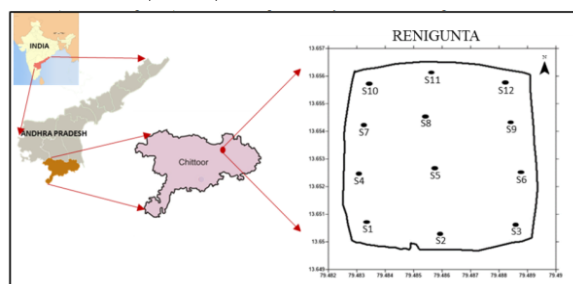 INDIA
ANDHRA PRADESH
Chittoor
RENIGUNTA
N
13.657
13.656
13.655
13.654
13.653
13.652
13.651
13.65
13.649
S10
S11
S12
S7
S8
S9
S4
S5
S6
S1
S2
S3
79.482
79.483
79.484
79.485
79.486
79.487
79.488
79.489
79.49